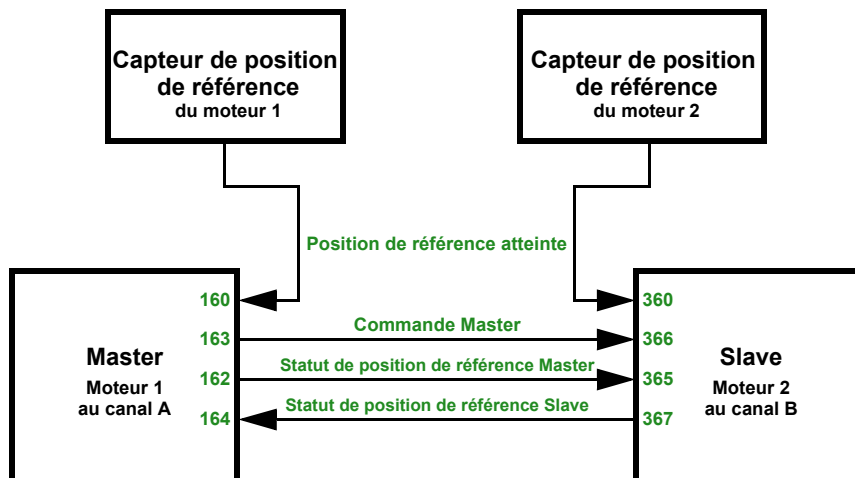 Capteur de position
de référence
du moteur 1
Capteur de position
de référence
du moteur 2
Position de référence atteinte
160
360
163
Commande Master
366
Master
Moteur 1
au canal A
162
Statut de position de référence Master
365
Slave
Moteur 2
au canal B
164
Statut de position de référence Slave
367